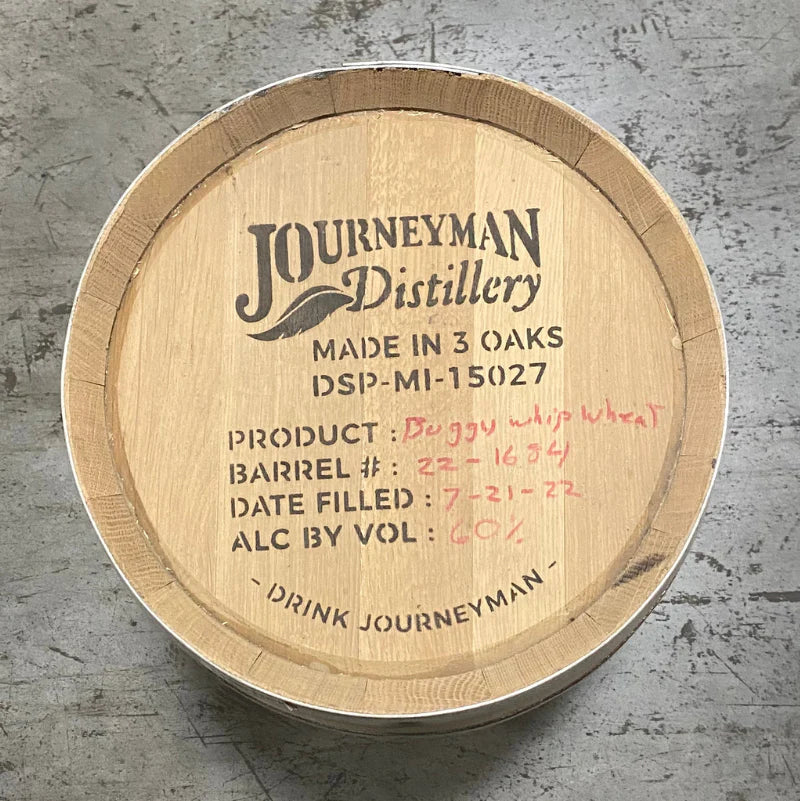 JOURNEYMAN
Distillery
MADE IN 3 OAKS
DSP-MI-15027
PRODUCT : Buggy whip wheat
BARREL # : 22-1684
DATE FILLED : 7-21-22
ALC BY VOL : 60%
- DRINK JOURNEYMAN -